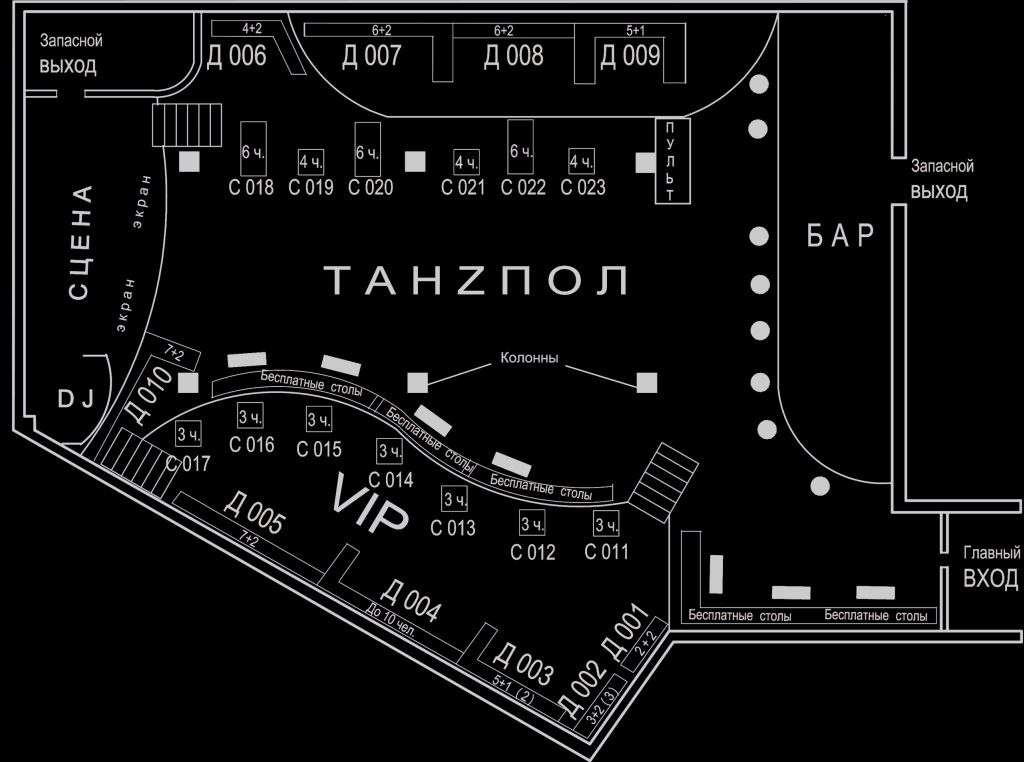 Запасной
ВЫХОД
4+2
Д 006
6+2
Д 007
6+2
Д 008
5+1
Д 009
6 ч.
С 018
4 ч.
С 019
6 ч.
С 020
4 ч.
С 021
6 ч.
С 022
4 ч.
С 023
ПУЛЬТ
Запасной
ВЫХОД
СЦЕНА
экран
экран
БАР
ТАНZПОЛ
Колонны
7+2
Д 010
DJ
Бесплатные столы
Бесплатные столы
Бесплатные столы
3 ч.
С 017
3 ч.
С 016
3 ч.
С 015
3 ч.
С 014
3 ч.
С 013
3 ч.
С 012
3 ч.
С 011
VIP
Д 005
7+2
Д 004
До 10 чел.
Д 003
5+1 (2)
Д 002
3+2 (3)
Д 001
2+2
Бесплатные столы
Бесплатные столы
Главный
ВХОД